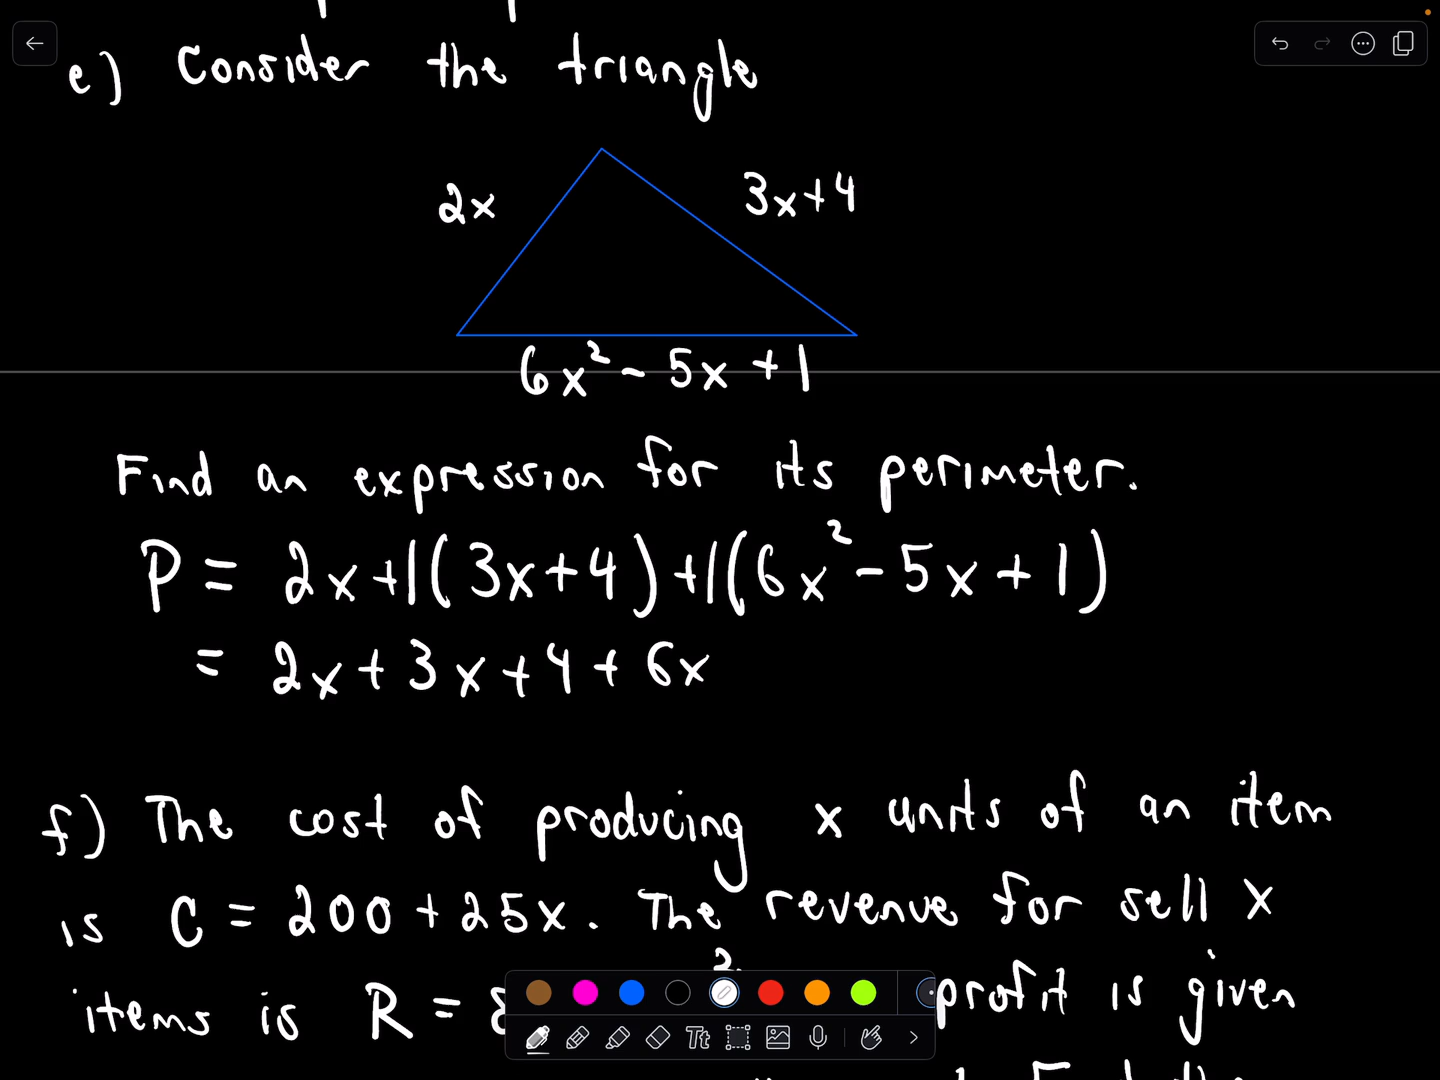 e) Consider the triangle
2x
3x+4
6x² - 5x + 1
Find an expression for its perimeter.
P = 2x+1(3x+4)+1(6x²-5x+1)
= 2x+3x+4+6x
f) The cost of producing x units of an item
is C = 200+25x. The revenue for sell x
items is R = profit is given
Tt